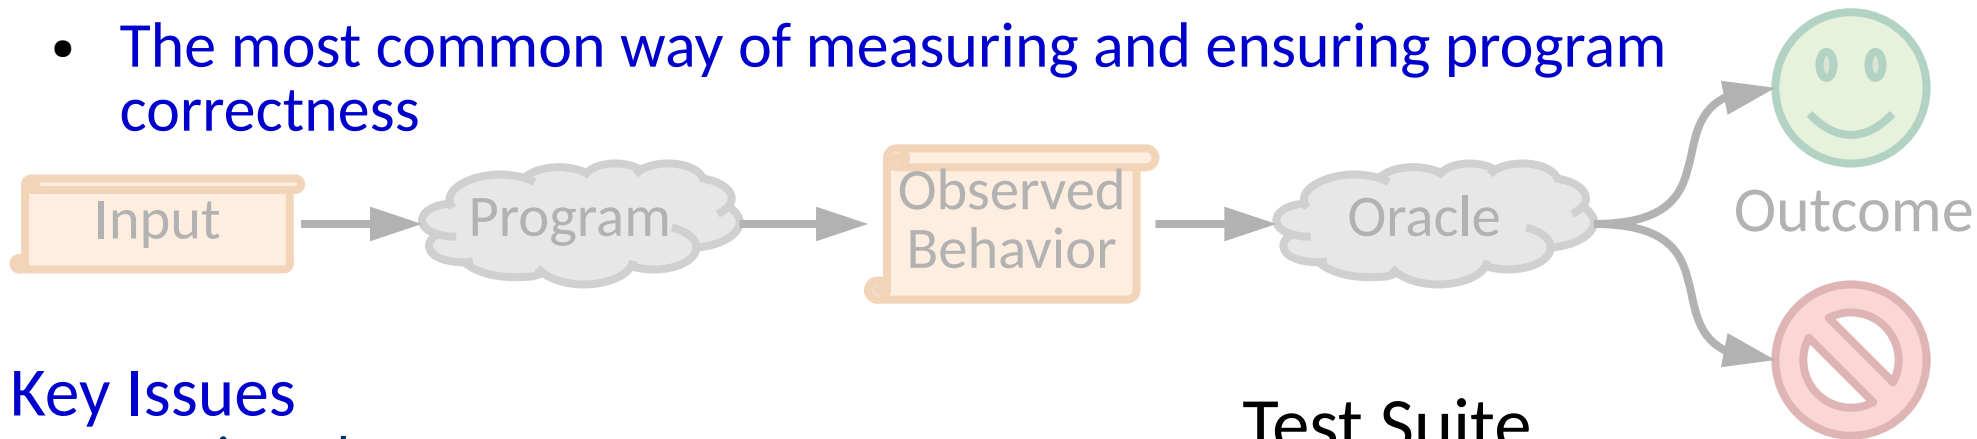 • The most common way of measuring and ensuring program
correctness
Input
Program
Observed
Behavior
Oracle
Outcome
Key Issues
Test Suite